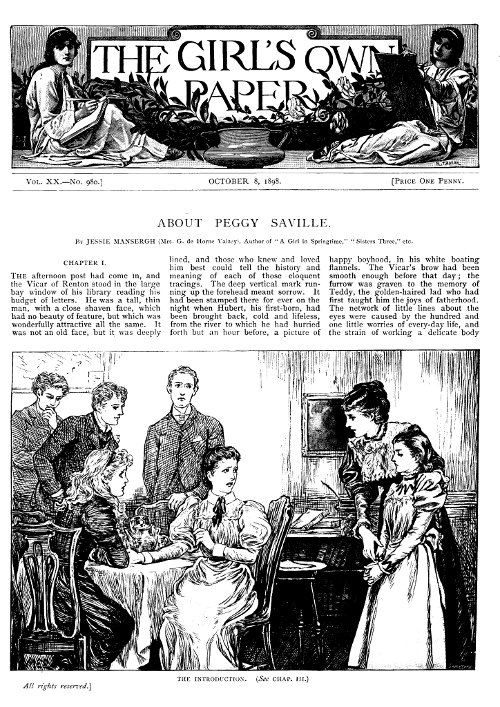 THE GIRL'S OWN
PAPER
VOL. XX.—No. 980.]
OCTOBER 8, 1898.
[PRICE ONE PENNY.
ABOUT PEGGY SAVILLE.
By JESSIE MANSERGH (Mrs. G. de Horne Vaizey), Author of "A Girl in Springtime," "Sisters Three," etc.
CHAPTER I.
THE afternoon post had come in, and
the Vicar of Renton stood in the large
bay window of his library reading his
budget of letters. He was a tall, thin
man, with a close shaven face, which
had no beauty of feature, but which was
wonderfully attractive all the same. It
was not an old face, but it was deeply
lined, and those who knew and loved
him best could tell the history and
meaning of each of those eloquent
tracings. The deep vertical mark run-
ning up the forehead meant sorrow. It
had been stamped there for ever on the
night when Hubert, his first-born, had
been brought back, cold and lifeless,
from the river to which he had hurried
forth but an hour before, a picture of
happy boyhood, in his white boating
flannels. The Vicar's brow had been
smooth enough before that day; the
furrow was graven to the memory of
Teddy, the golden-haired lad who had
first taught him the joys of fatherhood.
The network of little lines about the
eyes were caused by the hundred and
one little worries of every-day life, and
the strain of working a delicate body
THE INTRODUCTION. (See CHAP. III.)
All rights reserved.]